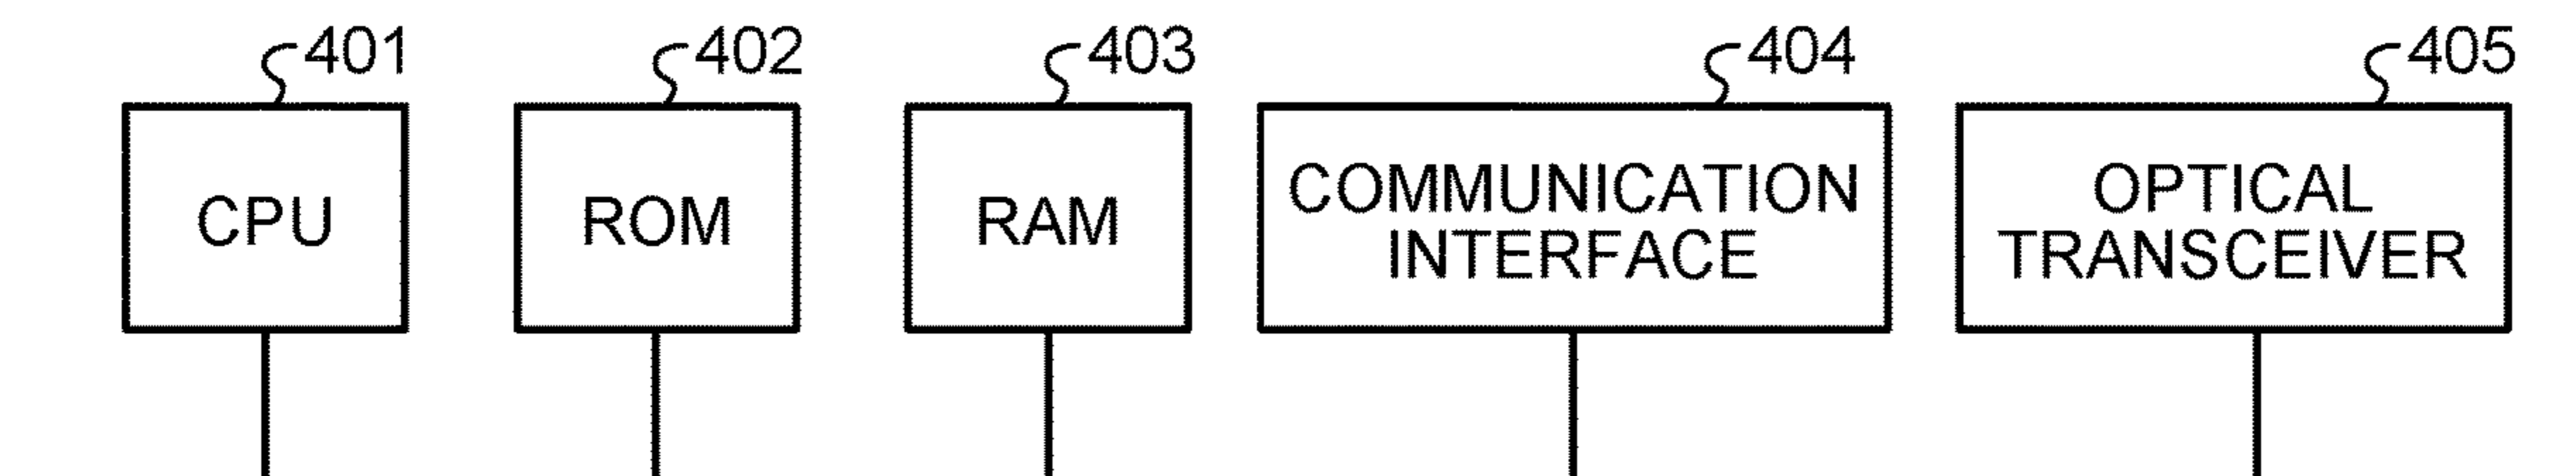 401
402
403
404
405
CPU
ROM
RAM
COMMUNICATION
INTERFACE
OPTICAL
TRANSCEIVER